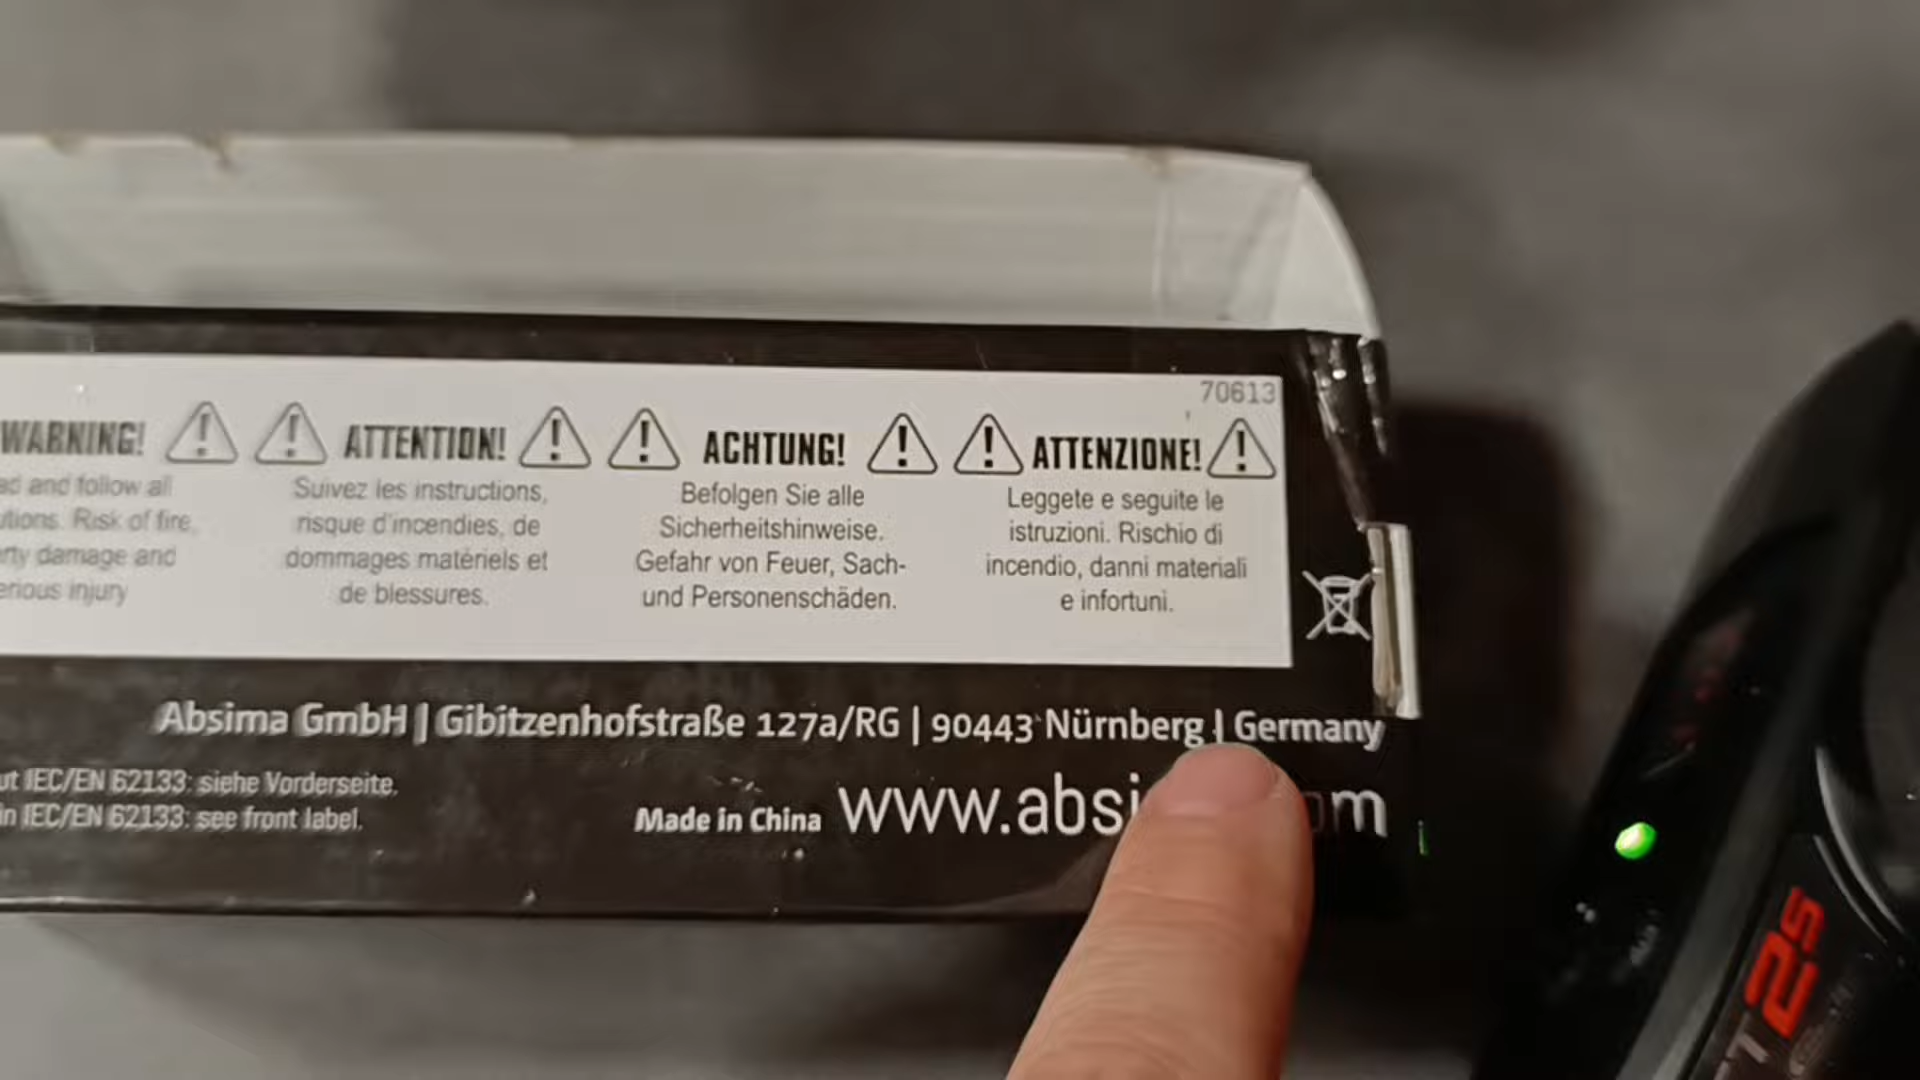 70613
WARNING!
ad and follow all
utions. Risk of fire,
rty damage and
erious injury
ATTENTION!
Suivez les instructions,
risque d'incendies, de
dommages matériels et
de blessures.
ACHTUNG!
Befolgen Sie alle
Sicherheitshinweise.
Gefahr von Feuer, Sach-
und Personenschäden.
ATTENZIONE!
Leggete e seguite le
istruzioni. Rischio di
incendio, danni materiali
e infortuni.
Absima GmbH | Gibitzenhofstraße 127a/RG | 90443 Nürnberg | Germany
ut IEC/EN 62133: siehe Vorderseite.
in IEC/EN 62133: see front label.
Made in China
www.absi m
2S